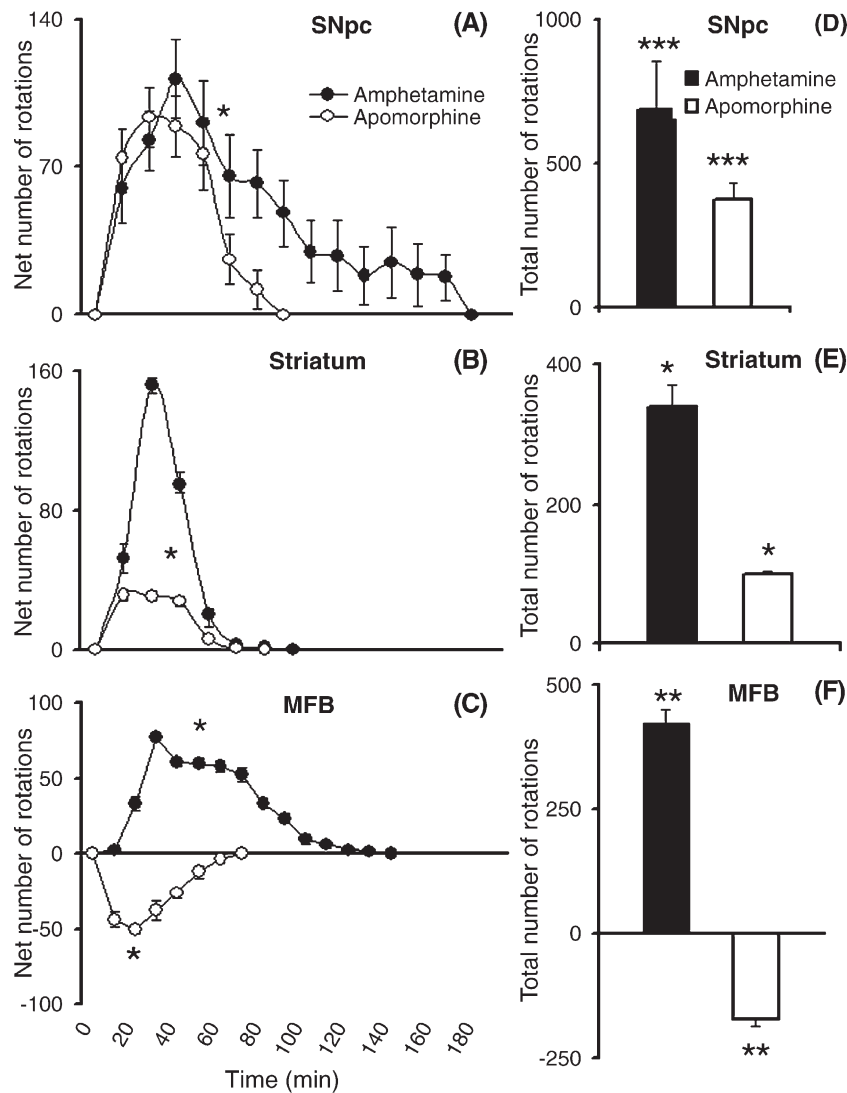 SNpc (A)
Net number of rotations
140
70
0
Amphetamine
Apomorphine
*
SNpc (D)
Total number of rotations
1000
500
0
***
***
Amphetamine
Apomorphine
Striatum (B)
Net number of rotations
160
80
0
*
Striatum (E)
Total number of rotations
400
200
0
*
*
MFB (C)
Net number of rotations
100
50
0
-50
-100
*
*
0 20 40 60 80 100 120 140 160 180
Time (min)
MFB (F)
Total number of rotations
500
250
0
-250
**
**